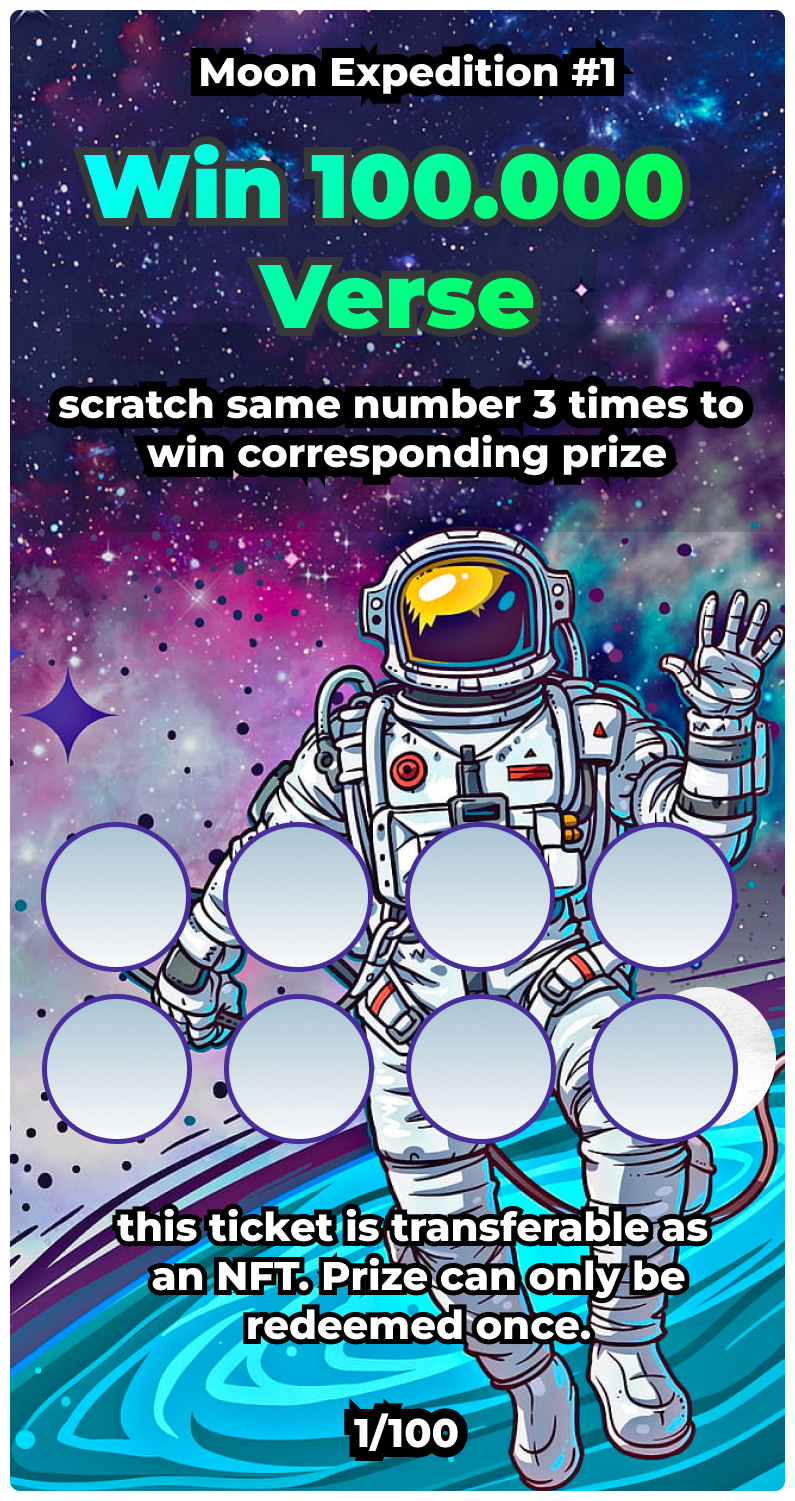 Moon Expedition #1
Win 100.000
Verse
scratch same number 3 times to
win corresponding prize
this ticket is transferable as
an NFT. Prize can only be
redeemed once.
1/100